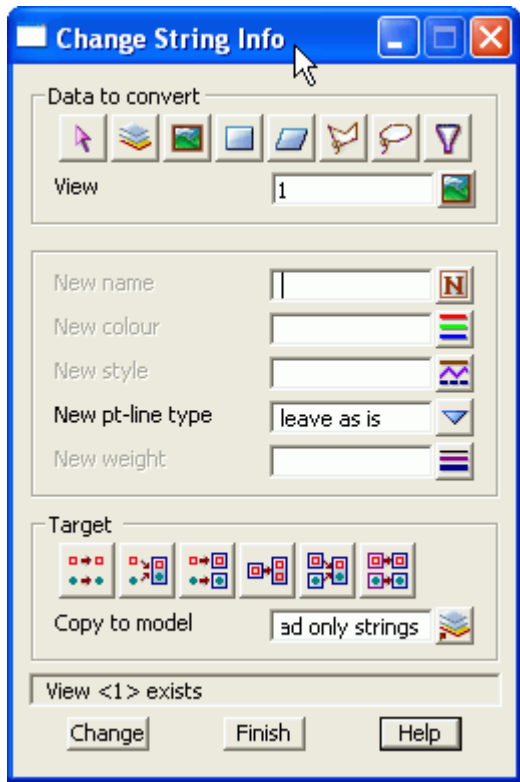 Change String Info
Data to convert
View 1
New name N
New colour
New style
New pt-line type leave as is
New weight
Target
Copy to model ad only strings
View <1> exists
Change Finish Help